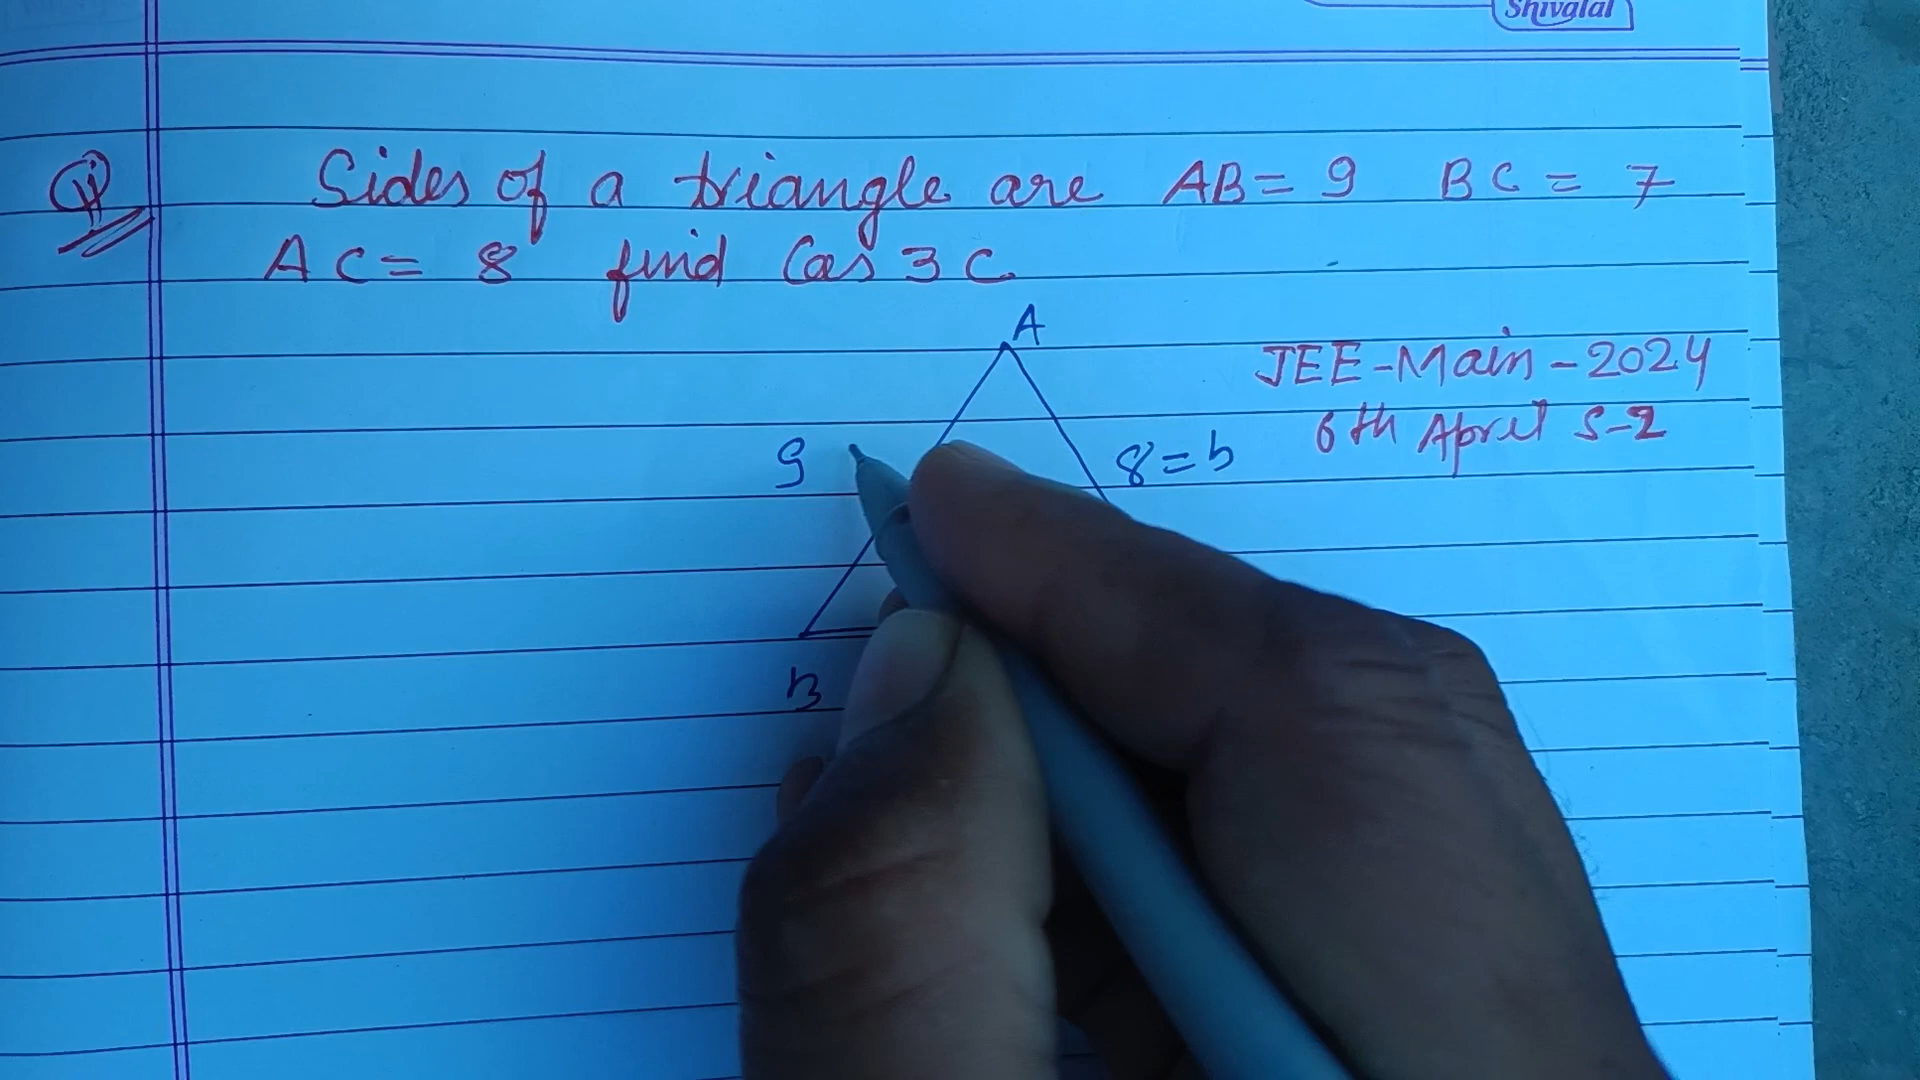 Shivalal
Q Sides of a triangle are AB = 9 BC = 7
AC = 8 find Cos 3C.
A
JEE-Main-2024
6th April S-2
9
8=b
B